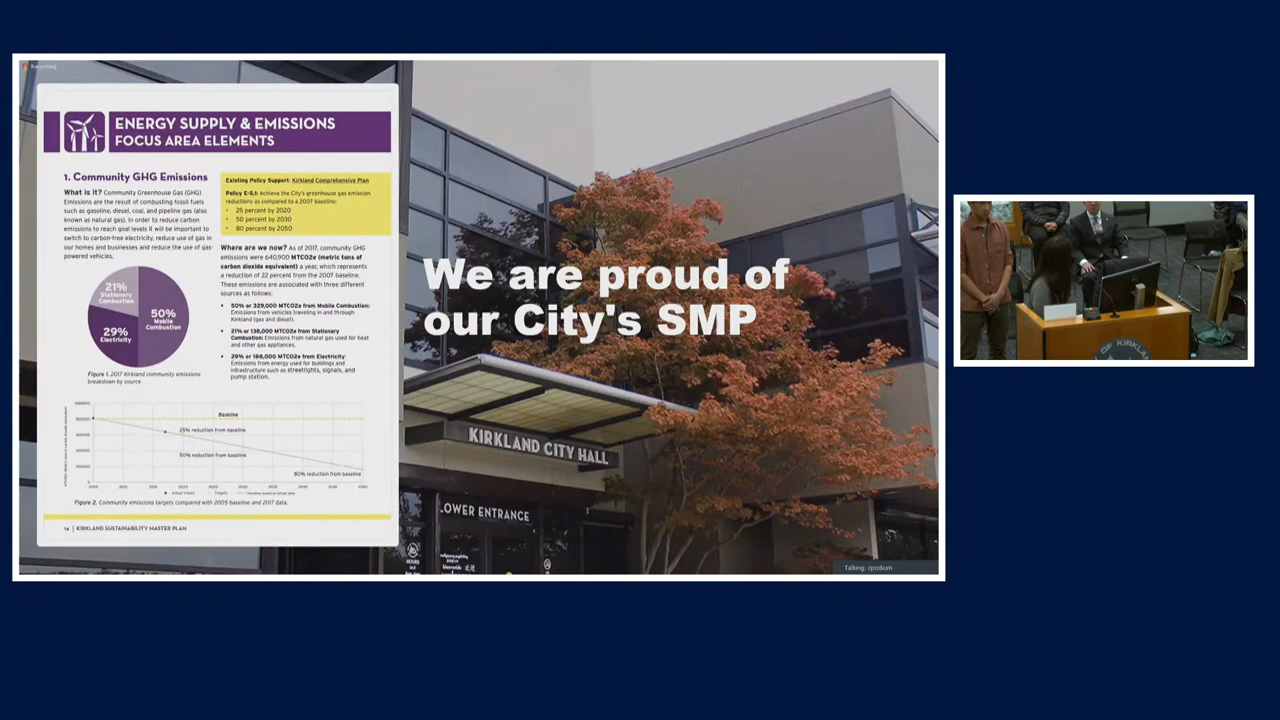 Recording
ENERGY SUPPLY & EMISSIONS
FOCUS AREA ELEMENTS
1. Community GHG Emissions
What is it? Community Greenhouse Gas (GHG)
Emissions are the result of combusting fossil fuels
such as gasoline, diesel, coal, and pipeline gas (also
known as natural gas). In order to reduce carbon
emissions to reach goal levels it will be important to
switch to carbon-free electricity, reduce use of gas in
our homes and businesses and reduce the use of gas-
powered vehicles.
21%
Stationary
Combustion
50%
Mobile
Combustion
29%
Electricity
Figure 1. 2017 Kirkland community emissions
breakdown by source
Existing Policy Support: Kirkland Comprehensive Plan
Policy E-5.1: Achieve the City's greenhouse gas emission
reductions as compared to a 2007 baseline:
• 25 percent by 2020
• 50 percent by 2030
• 80 percent by 2050
Where are we now? As of 2017, community GHG
emissions were 640,900 MTCO2e (metric tons of
carbon dioxide equivalent) a year, which represents
a reduction of 22 percent from the 2007 baseline.
These emissions are associated with three different
sources as follows:
• 50% or 329,000 MTCO2e from Mobile Combustion:
Emissions from vehicles traveling in and through
Kirkland (gas and diesel).
• 21% or 138,000 MTCO2e from Stationary
Combustion: Emissions from natural gas used for heat
and other gas appliances.
• 29% or 188,000 MTCO2e from Electricity:
Emissions from energy used for buildings and
infrastructure such as streetlights, signals, and
pump station.
Baseline
25% reduction from baseline
50% reduction from baseline
80% reduction from baseline
Figure 2. Community emissions targets compared with 2005 baseline and 2017 data.
14 | KIRKLAND SUSTAINABILITY MASTER PLAN
We are proud of
our City's SMP
KIRKLAND CITY HALL
LOWER ENTRANCE
HOURS
Talking: zpodium
OF KIRKLAN